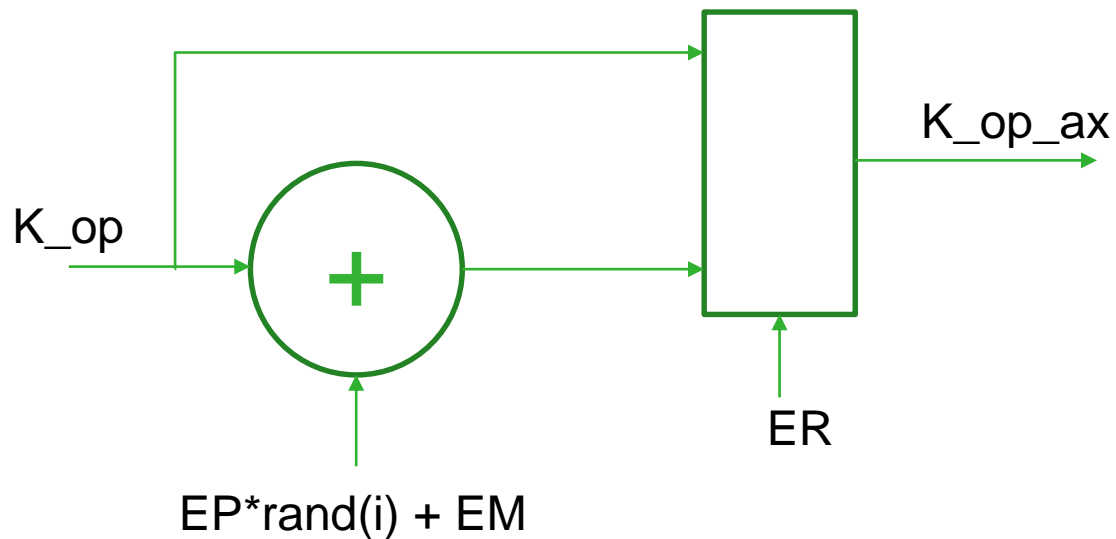 K_op_ax
K_op
+
ER
EP*rand(i) + EM